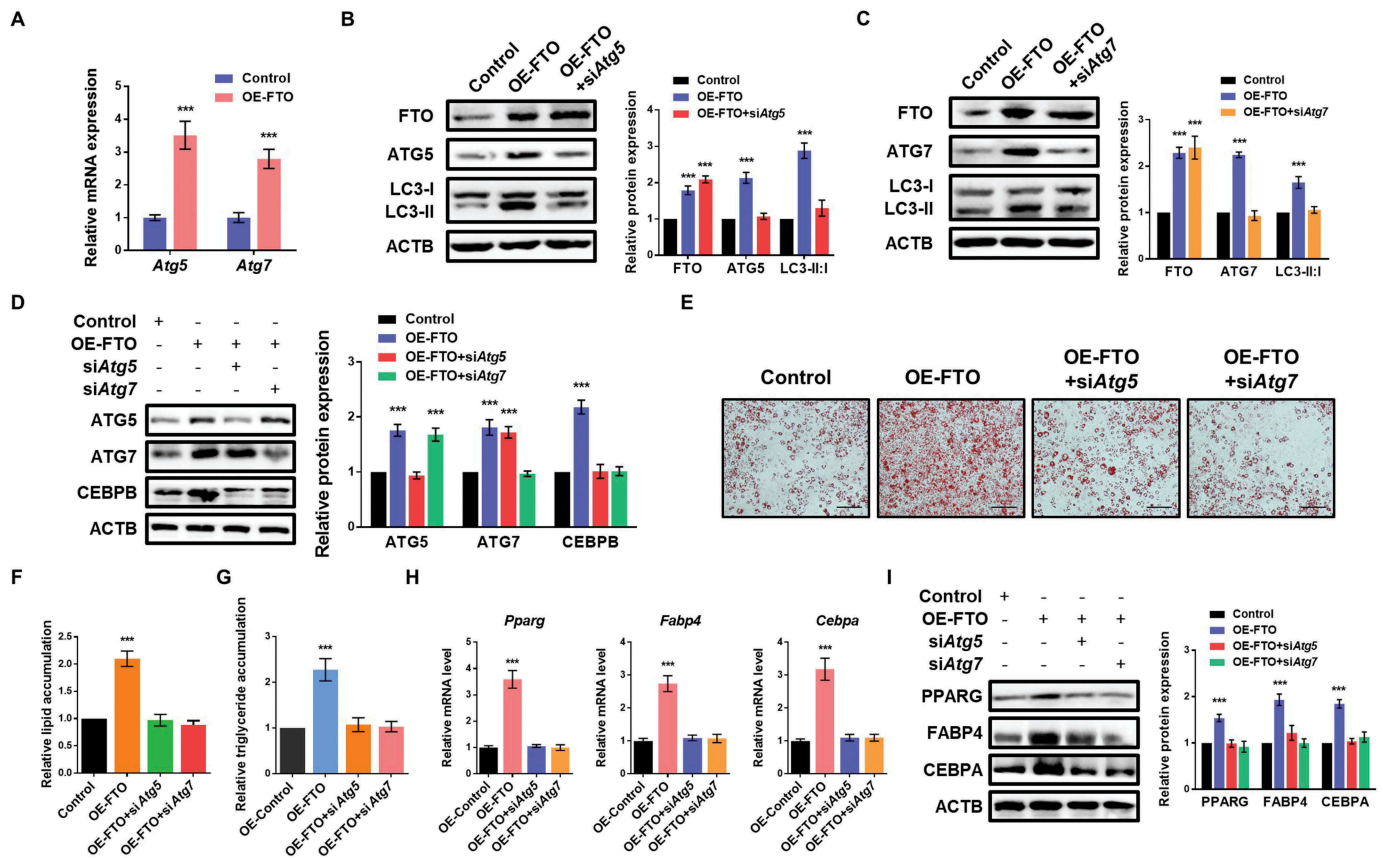 A
Relative mRNA expression
5
4
3
2
1
0
Control
OE-FTO
***
***
Atg5
Atg7
B
Control
OE-FTO
OE-FTO
+siAtg5
FTO
ATG5
LC3-I
LC3-II
ACTB
Relative protein expression
4
3
2
1
0
Control
OE-FTO
OE-FTO+siAtg5
***
***
***
***
FTO
ATG5
LC3-II:I
C
Control
OE-FTO
OE-FTO
+siAtg7
FTO
ATG7
LC3-I
LC3-II
ACTB
Relative protein expression
3
2
1
0
Control
OE-FTO
OE-FTO+siAtg7
***
***
***
***
FTO
ATG7
LC3-II:I
D
Control + - - -
OE-FTO - + + +
siAtg5 - - + -
siAtg7 - - - +
ATG5
ATG7
CEBPB
ACTB
Relative protein expression
3
2
1
0
Control
OE-FTO
OE-FTO+siAtg5
OE-FTO+siAtg7
***
***
***
***
***
ATG5
ATG7
CEBPB
E
Control
OE-FTO
OE-FTO
+siAtg5
OE-FTO
+siAtg7
F
Relative lipid accumulation
2.5
2.0
1.5
1.0
0.5
0.0
***
Control
OE-FTO
OE-FTO+siAtg5
OE-FTO+siAtg7
G
Relative triglyceride accumulation
3
2
1
0
***
OE-Control
OE-FTO
OE-FTO+siAtg5
OE-FTO+siAtg7
H
Pparg
Relative mRNA level
5
4
3
2
1
0
***
OE-Control
OE-FTO
OE-FTO+siAtg5
OE-FTO+siAtg7
Fabp4
Relative mRNA level
4
3
2
1
0
***
OE-Control
OE-FTO
OE-FTO+siAtg5
OE-FTO+siAtg7
Cebpa
Relative mRNA level
4
3
2
1
0
***
OE-Control
OE-FTO
OE-FTO+siAtg5
OE-FTO+siAtg7
I
Control + - - -
OE-FTO - + + +
siAtg5 - - + -
siAtg7 - - - +
PPARG
FABP4
CEBPA
ACTB
Relative protein expression
3
2
1
0
Control
OE-FTO
OE-FTO+siAtg5
OE-FTO+siAtg7
***
***
***
PPARG
FABP4
CEBPA